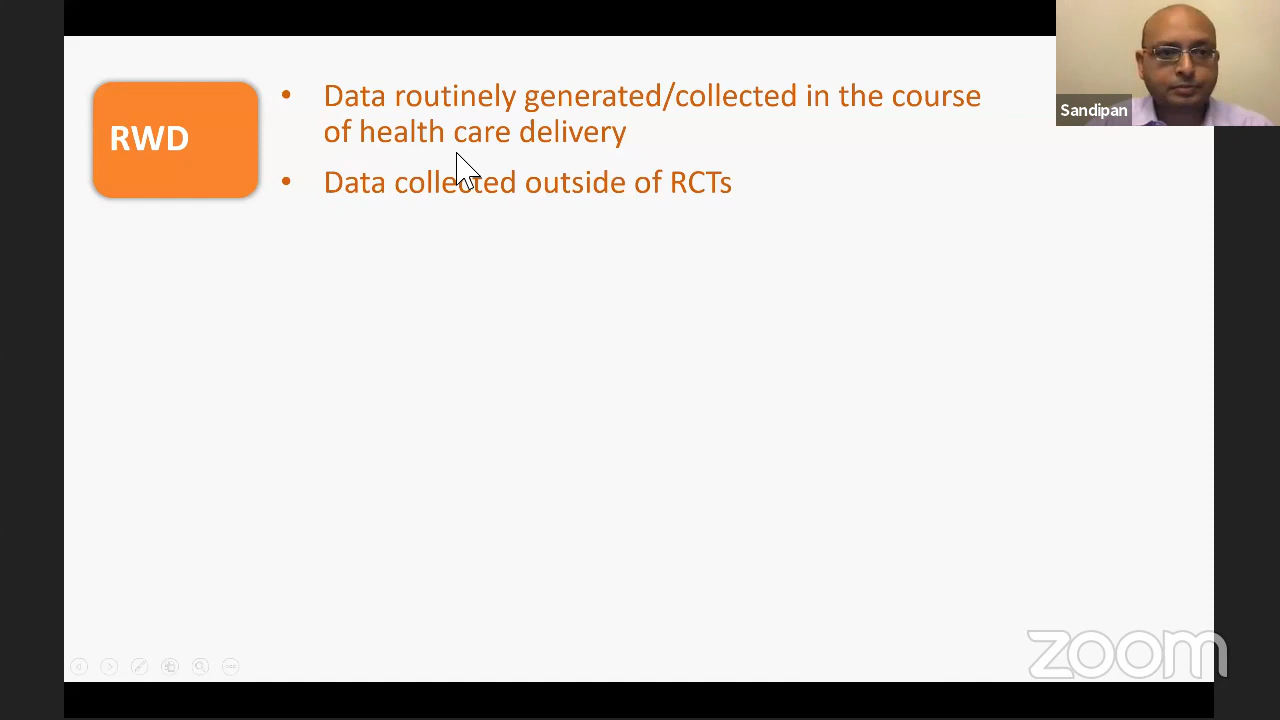 RWD
• Data routinely generated/collected in the course
of health care delivery
• Data collected outside of RCTs
Sandipan
zoom